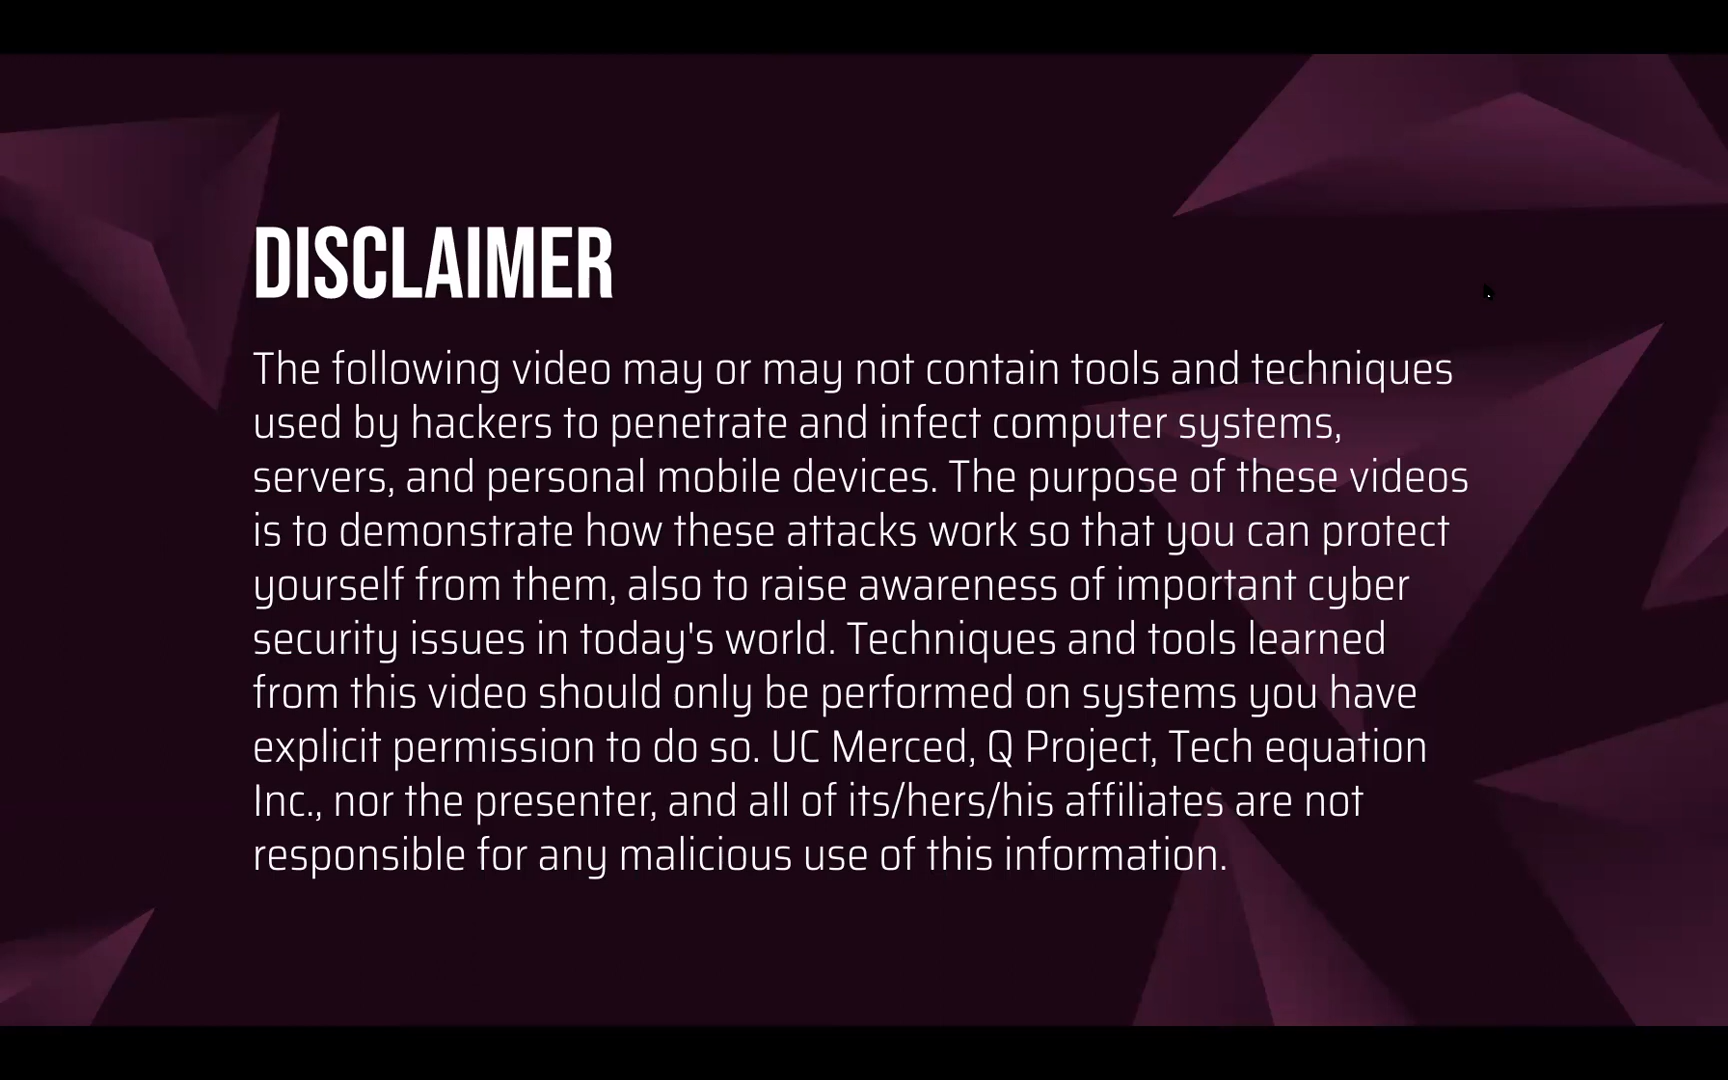 DISCLAIMER
The following video may or may not contain tools and techniques
used by hackers to penetrate and infect computer systems,
servers, and personal mobile devices. The purpose of these videos
is to demonstrate how these attacks work so that you can protect
yourself from them, also to raise awareness of important cyber
security issues in today's world. Techniques and tools learned
from this video should only be performed on systems you have
explicit permission to do so. UC Merced, Q Project, Tech equation
Inc., nor the presenter, and all of its/hers/his affiliates are not
responsible for any malicious use of this information.